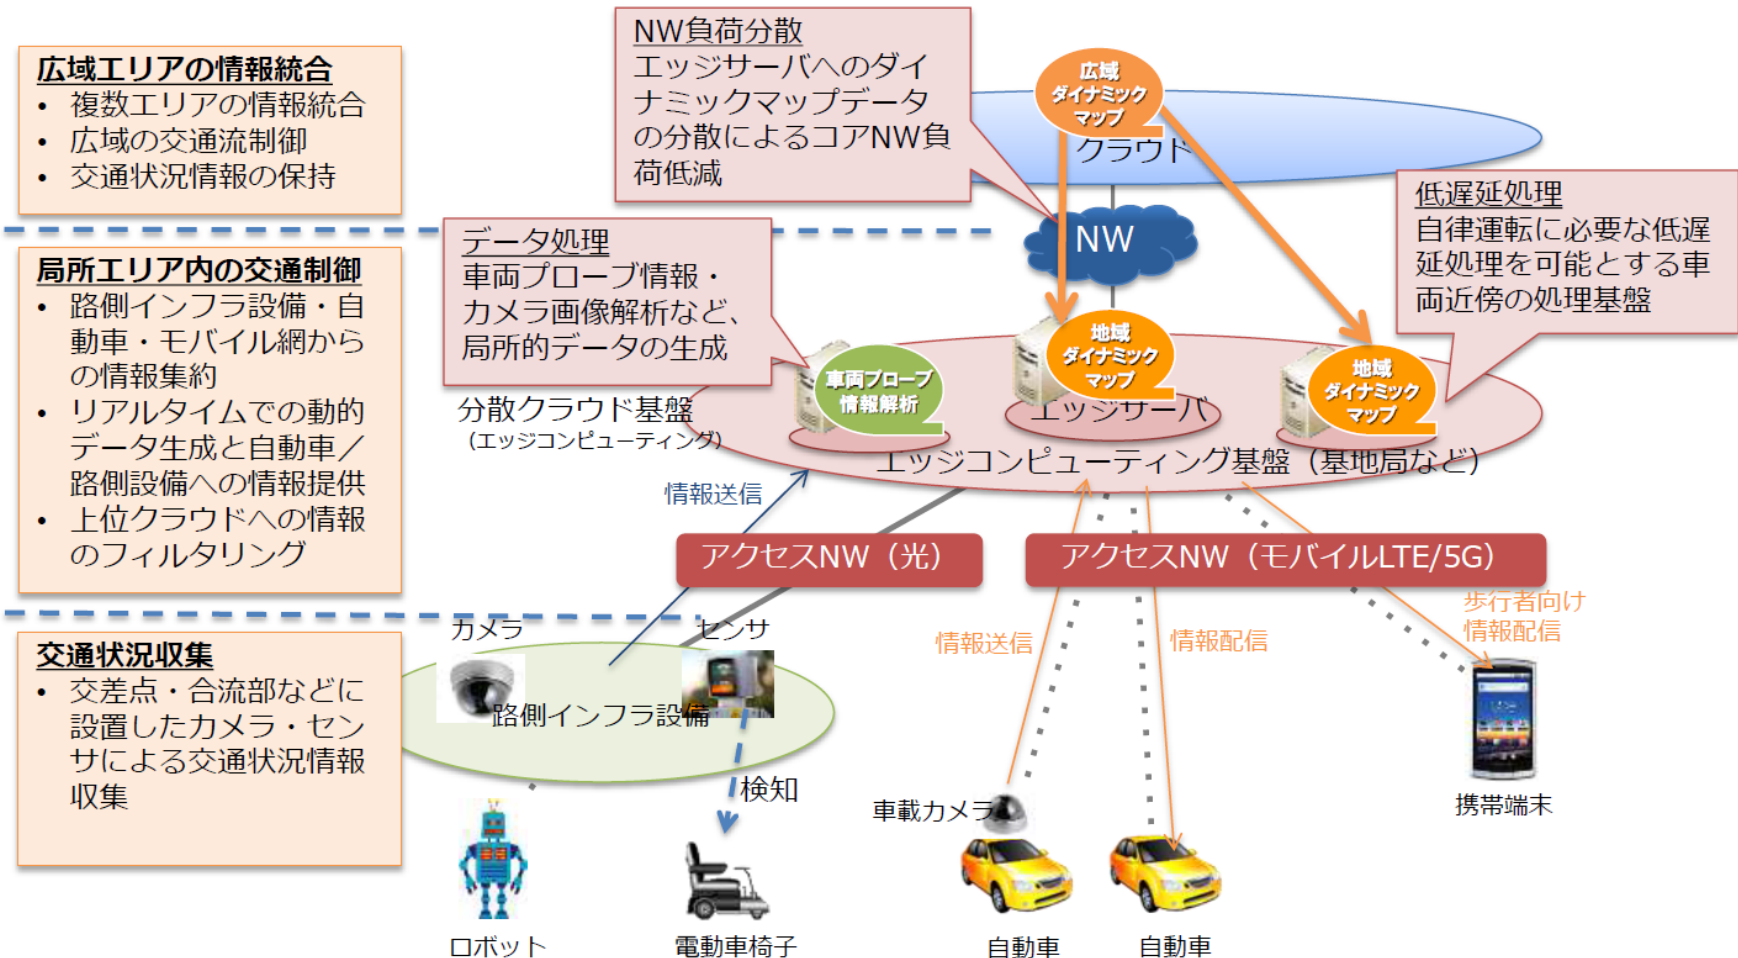 広域エリアの情報統合
• 複数エリアの情報統合
• 広域の交通流制御
• 交通状況情報の保持
局所エリア内の交通制御
• 路側インフラ設備・自
動車・モバイル網から
の情報集約
• リアルタイムでの動的
データ生成と自動車／
路側設備への情報提供
• 上位クラウドへの情報
のフィルタリング
交通状況収集
• 交差点・合流部などに
設置したカメラ・セン
サによる交通状況情報
収集
NW負荷分散
エッジサーバへのダイ
ナミックマップデータ
の分散によるコアNW負
荷低減
広域
ダイナミック
マップ
クラウド
NW
低遅延処理
自律運転に必要な低遅
延処理を可能とする車
両近傍の処理基盤
データ処理
車両プローブ情報・
カメラ画像解析など、
局所的データの生成
車両プローブ
情報解析
地域
ダイナミック
マップ
地域
ダイナミック
マップ
分散クラウド基盤
（エッジコンピューティング）
エッジサーバ
エッジコンピューティング基盤（基地局など）
情報送信
アクセスNW（光）
アクセスNW（モバイルLTE/5G）
カメラ
センサ
路側インフラ設備
情報送信
情報配信
歩行者向け
情報配信
検知
車載カメラ
携帯端末
ロボット
電動車椅子
自動車
自動車